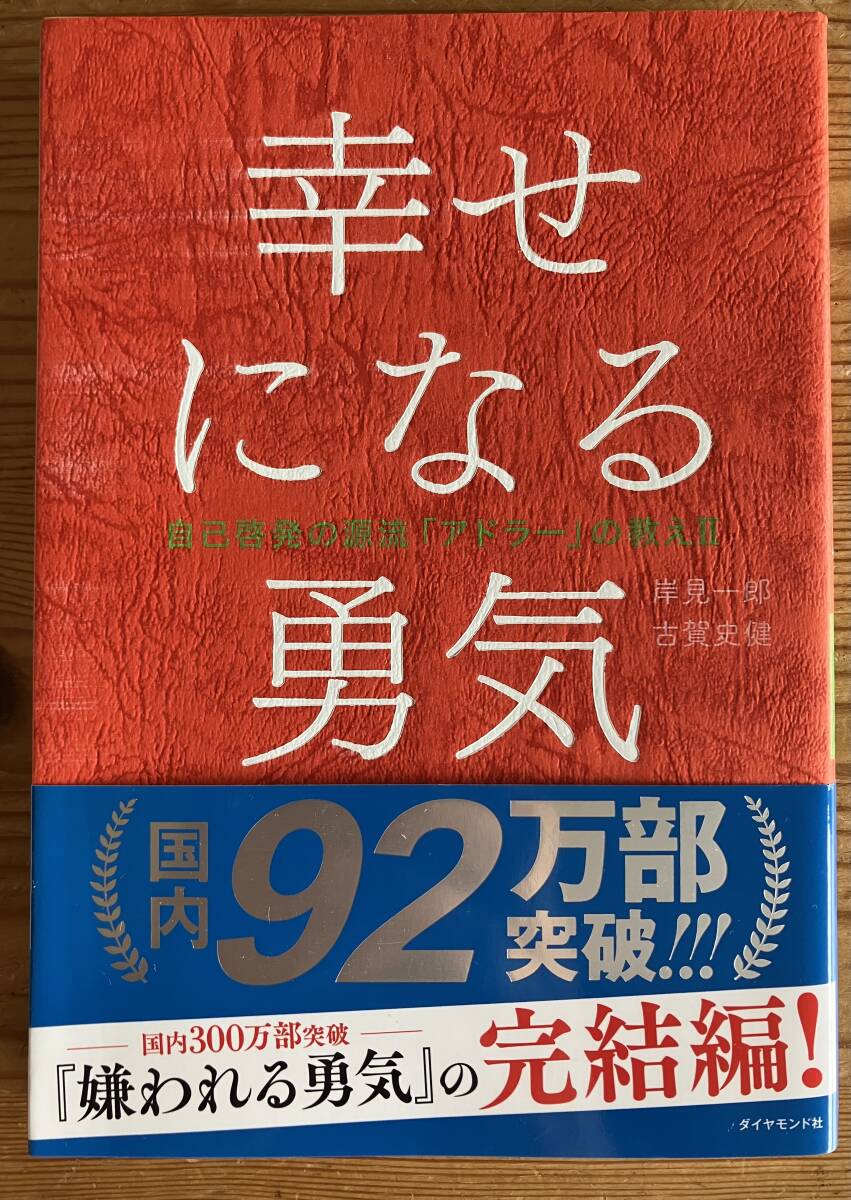 幸せ
になる
自己啓発の源流「アドラー」の教えⅡ
勇気
岸見一郎
古賀史健
国内
92
万部
突破!!!
国内300万部突破
『嫌われる勇気』の
完結編!
ダイヤモンド社